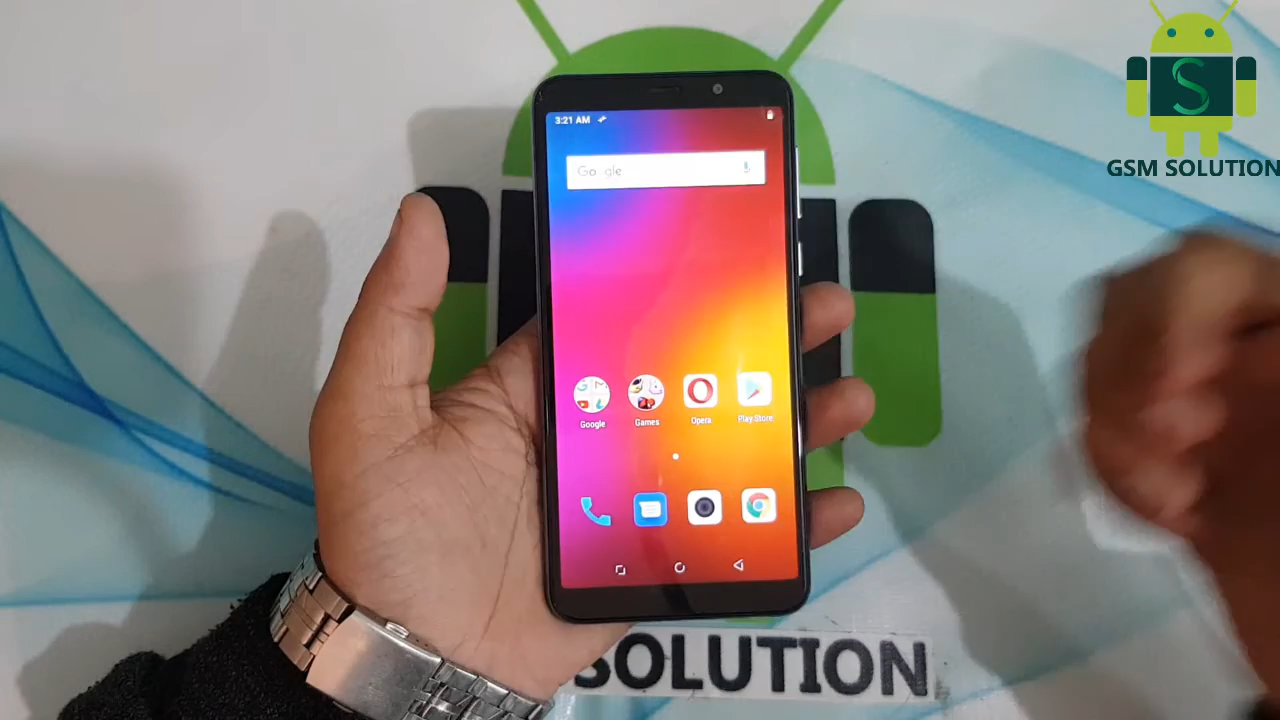 GSM SOLUTION
3:21 AM
Google
Google
Games
Opera
Play Store
SOLUTION